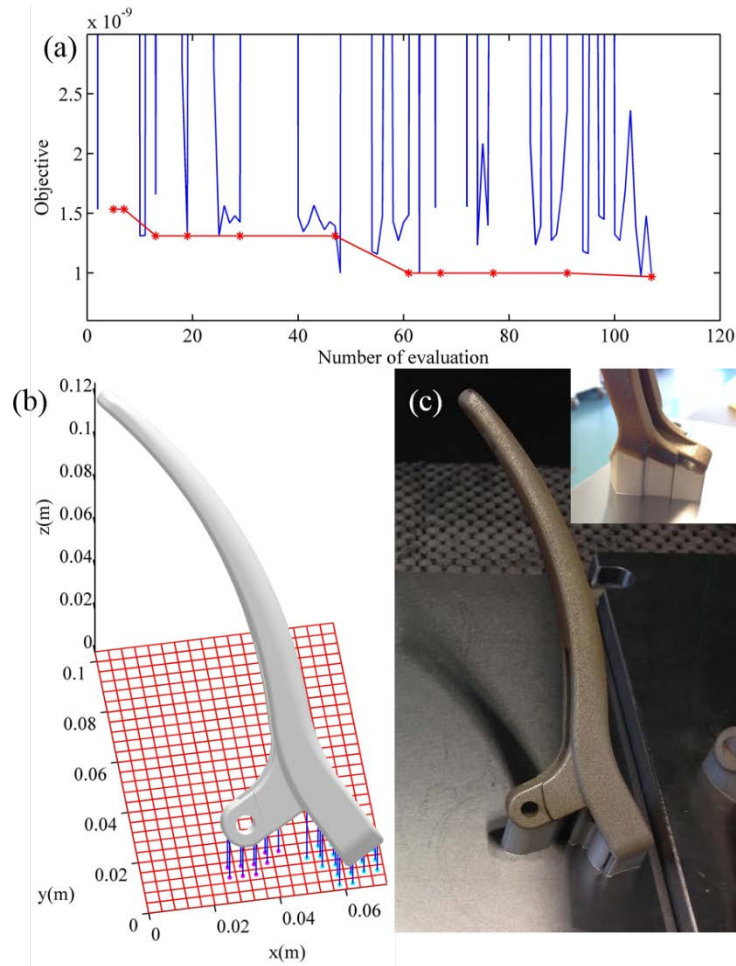 x 10^-9
(a)
2.5
2
1.5
1
Objective
0 20 40 60 80 100 120
Number of evaluation
(b)
0.12
0.1
0.08
0.06
0.04
0.02
0
z(m)
0.1
0.08
0.06
0.04
0.02
0
y(m)
0 0.02 0.04 0.06
x(m)
(c)